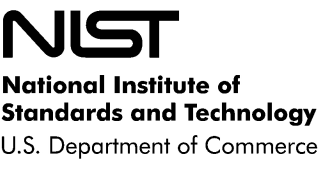 NIST
National Institute of
Standards and Technology
U.S. Department of Commerce